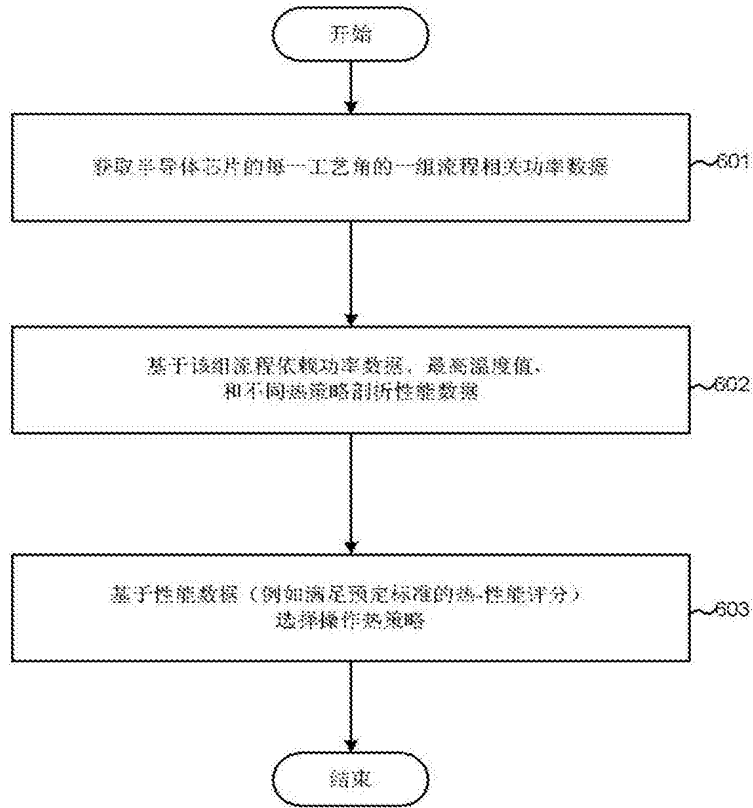 开始
获取半导体芯片的每一工艺角的一组流程相关功率数据
601
基于该组流程依赖功率数据、最高温度值、
和不同热策略剖析性能数据
602
基于性能数据（例如满足预定标准的热-性能评分）
选择操作热策略
603
结束